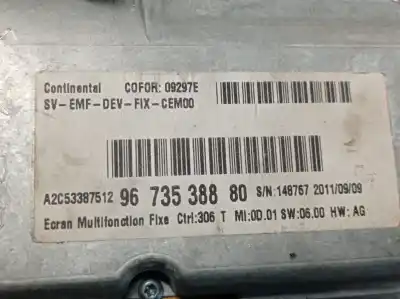 Continental COFOR: 09297E
SV-EMF-DEV-FIX-CEM00
A2C53387512 96 735 388 80 S/N:148767 2011/09/09
Ecran Multifonction Fixe Ctrl:306 T MI:0D.01 SW:06.00 HW: AG